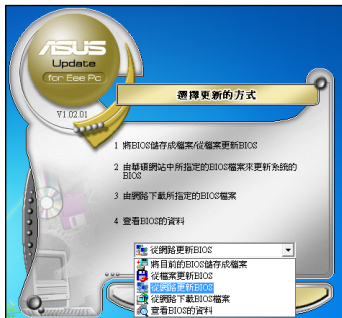 ASUS
Update
for Eee Pc
V1.02.01
選擇更新的方式
1 將BIOS儲存成檔案/從檔案更新BIOS
2 由華碩網站中所指定的BIOS檔案來更新系統的
BIOS
3 由網路下載所指定的BIOS檔案
4 查看BIOS的資料
從網路更新BIOS
將目前的BIOS儲存成檔案
從檔案更新BIOS
從網路更新BIOS
從網路下載BIOS檔案
查看BIOS的資料